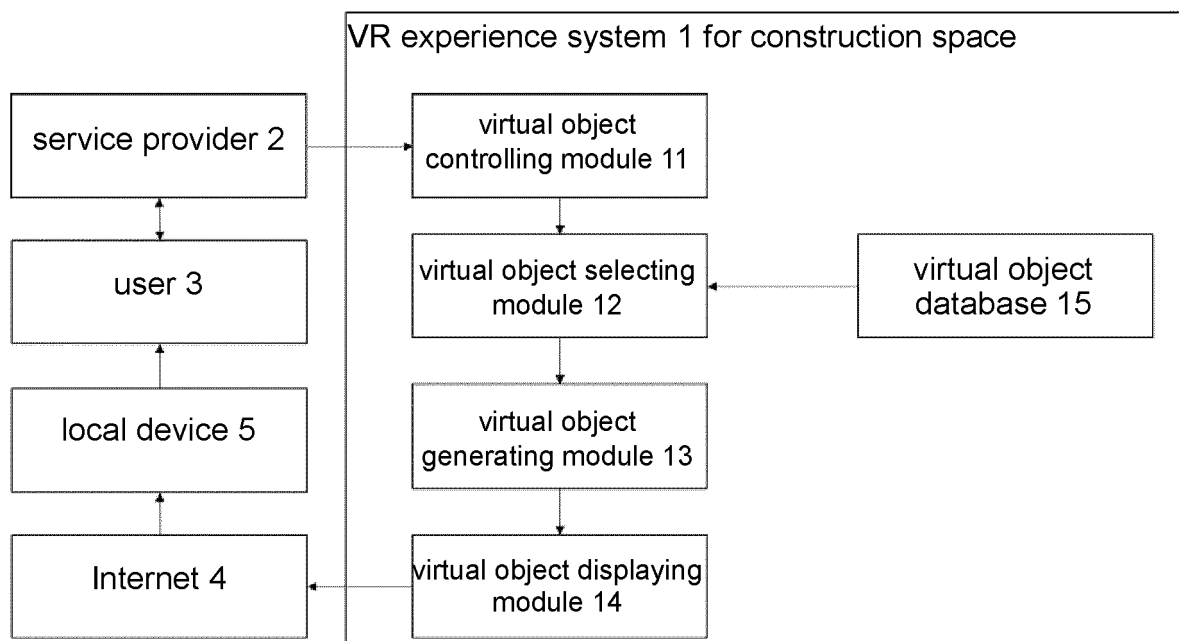 VR experience system 1 for construction space
service provider 2
virtual object
controlling module 11
user 3
virtual object selecting
module 12
virtual object
database 15
local device 5
virtual object
generating module 13
Internet 4
virtual object displaying
module 14